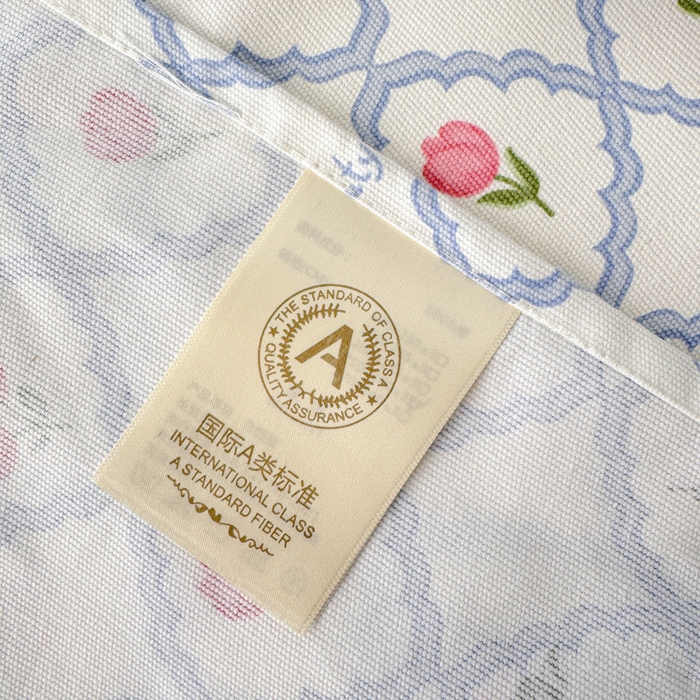 THE STANDARD OF CLASS A
A
QUALITY ASSURANCE
国际A类标准
INTERNATIONAL CLASS
A STANDARD FIBER